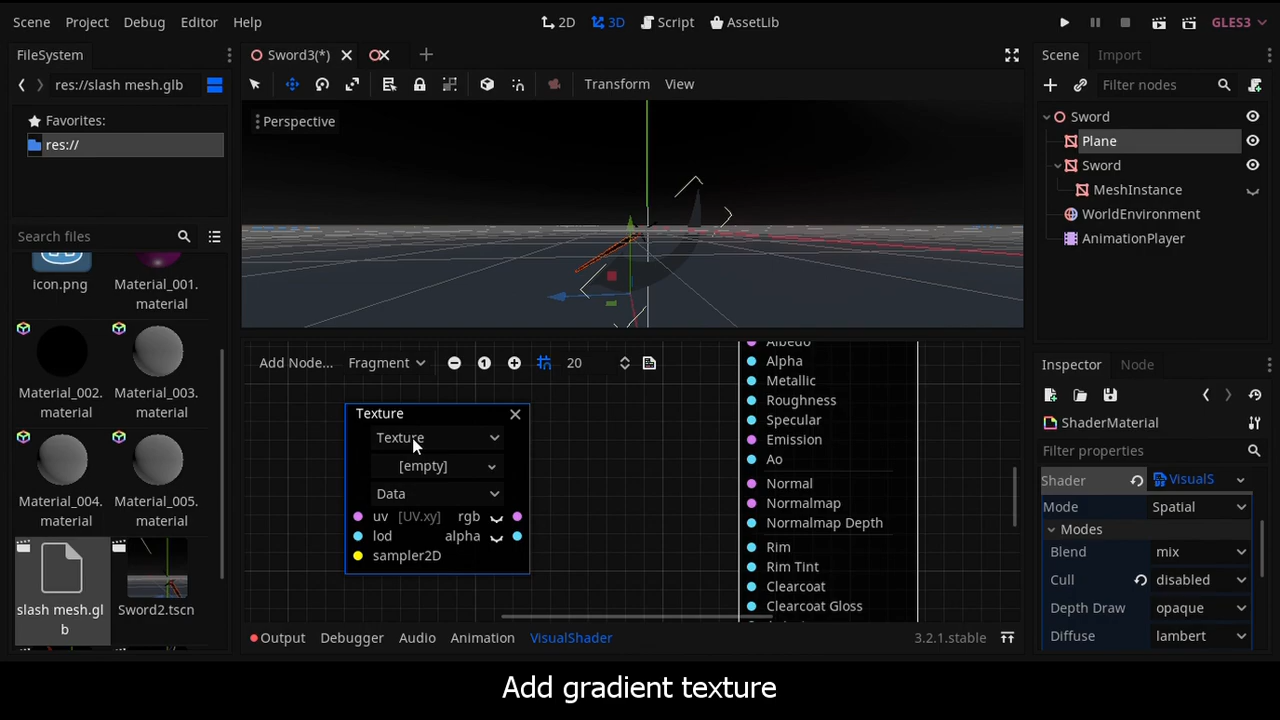 Scene Project Debug Editor Help
2D 3D Script AssetLib
GLES3
FileSystem
res://slash mesh.glb
Favorites:
res://
Search files
icon.png
Material_001.
material
Material_002.
material
Material_003.
material
Material_004.
material
Material_005.
material
slash mesh.gl
b
Sword2.tscn
Sword3(*)
Transform View
Perspective
Add Node... Fragment 1 20
Texture
Texture
[empty]
Data
uv [UV.xy] rgb
lod alpha
sampler2D
Albedo
Alpha
Metallic
Roughness
Specular
Emission
Ao
Normal
Normalmap
Normalmap Depth
Rim
Rim Tint
Clearcoat
Clearcoat Gloss
Output Debugger Audio Animation VisualShader 3.2.1.stable
Scene Import
Filter nodes
Sword
Plane
Sword
MeshInstance
WorldEnvironment
AnimationPlayer
Inspector Node
ShaderMaterial
Filter properties
Shader VisualS
Mode Spatial
Modes
Blend mix
Cull disabled
Depth Draw opaque
Diffuse lambert
Add gradient texture